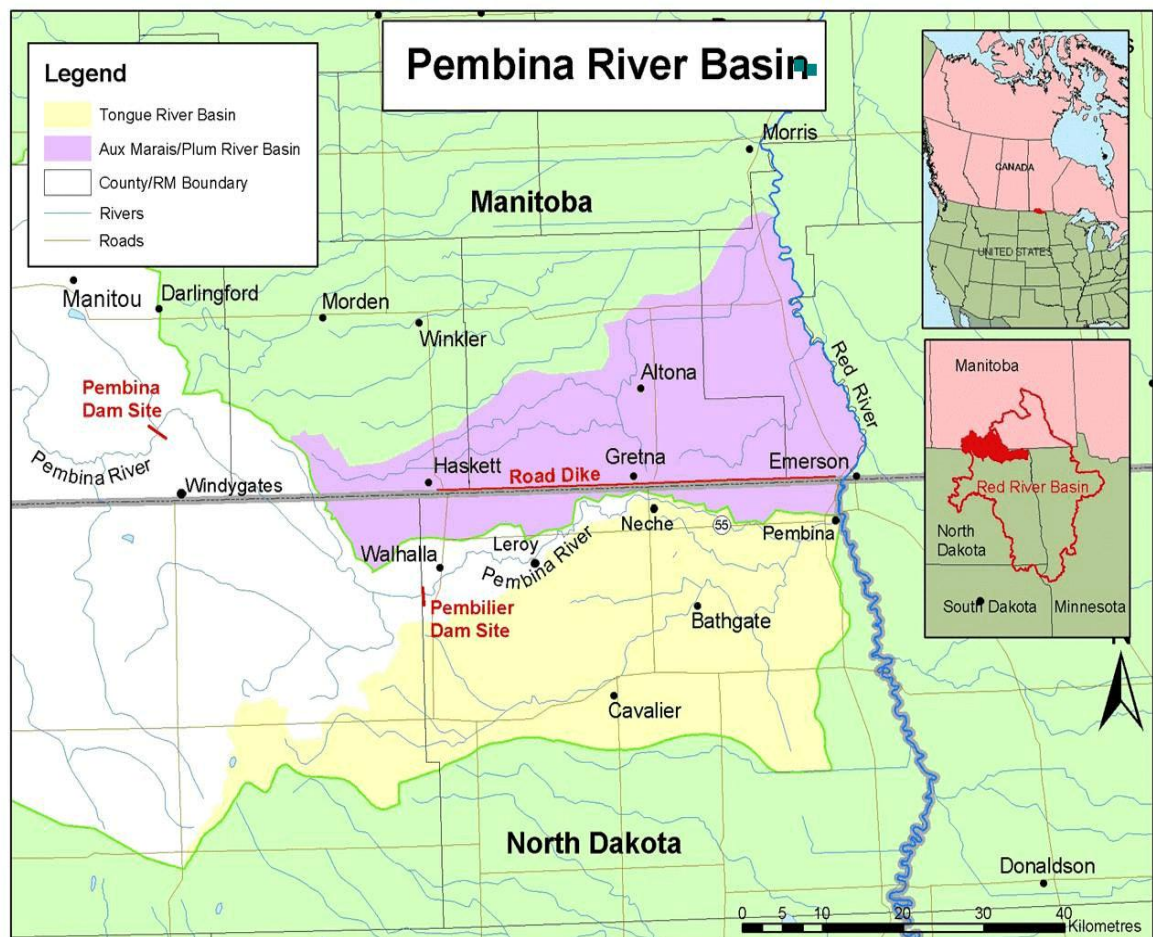 Pembina River Basin
Legend
Tongue River Basin
Aux Marais/Plum River Basin
County/RM Boundary
Rivers
Roads
Morris
Manitoba
Manitou
Darlingford
Morden
Winkler
Altona
Red River
Pembina
Dam Site
Pembina River
Windygates
Haskett
Road Dike
Gretna
Emerson
Walhalla
Leroy
Pembina River
Neche
55
Pembina
Pembilier
Dam Site
Bathgate
Cavalier
North Dakota
Donaldson
0 5 10 20 30 40
Kilometres
CANADA
UNITED STATES
Manitoba
Red River Basin
North
Dakota
South Dakota
Minnesota